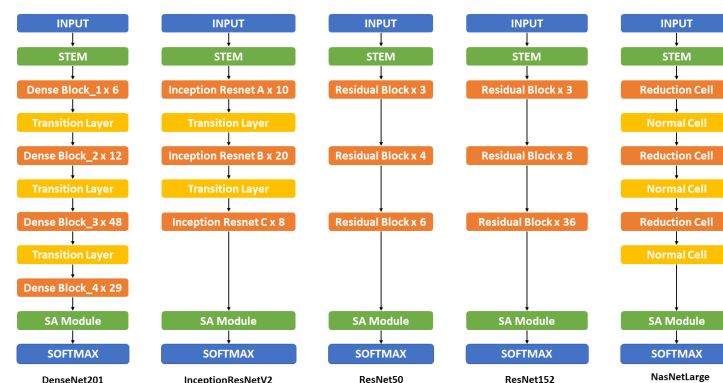 INPUT
STEM
Dense Block_1 x 6
Transition Layer
Dense Block_2 x 12
Transition Layer
Dense Block_3 x 48
Transition Layer
Dense Block_4 x 29
SA Module
SOFTMAX
DenseNet201
INPUT
STEM
Inception Resnet A x 10
Transition Layer
Inception Resnet B x 20
Transition Layer
Inception Resnet C x 8
SA Module
SOFTMAX
InceptionResNetV2
INPUT
STEM
Residual Block x 3
Residual Block x 4
Residual Block x 6
SA Module
SOFTMAX
ResNet50
INPUT
STEM
Residual Block x 3
Residual Block x 8
Residual Block x 36
SA Module
SOFTMAX
ResNet152
INPUT
STEM
Reduction Cell
Normal Cell
Reduction Cell
Normal Cell
Reduction Cell
Normal Cell
SA Module
SOFTMAX
NasNetLarge